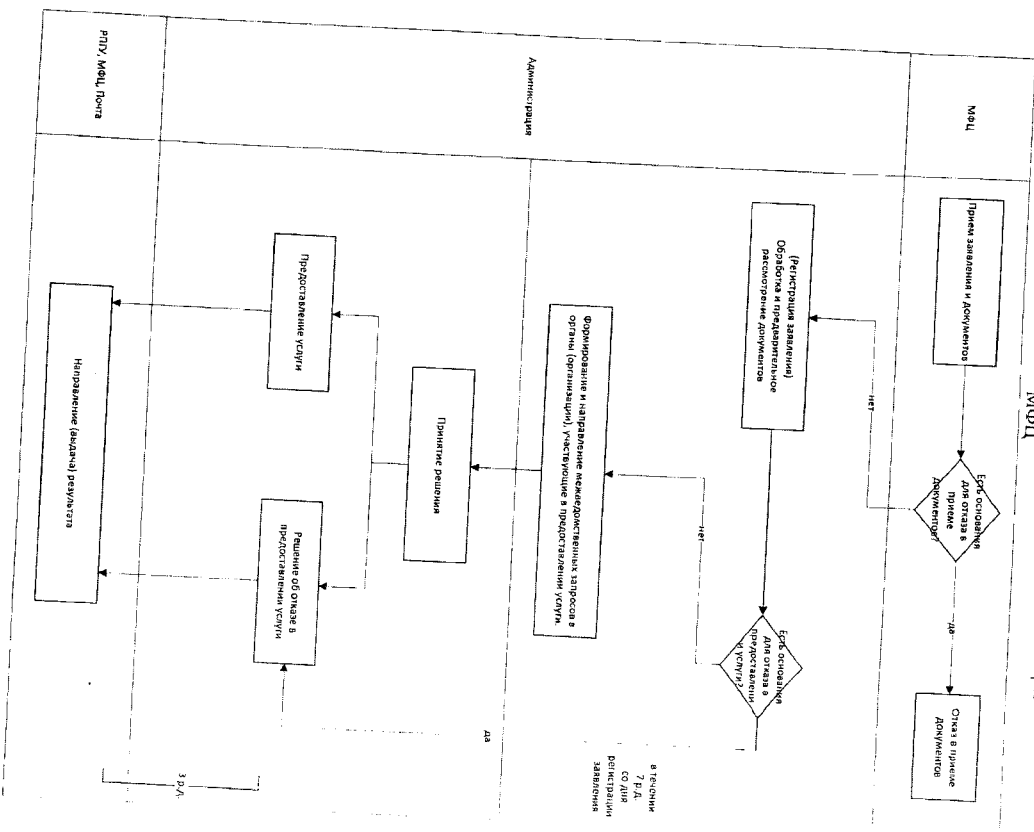 МФЦ
МФЦ
Прием заявления и документов
Есть основания
для отказа в
приеме
документов?
да
Отказ в приеме
документов
нет
Администрация
(Регистрация заявления)
Обработка и предварительное
рассмотрение документов
Есть основания
для отказа в
предоставлени
и услуги?
нет
да
в течении
7 р.д.
со дня
регистрации
заявления
Формирование и направление межведомственных запросов в
органы (организации), участвующие в предоставлении услуги.
Принятие решения
Предоставление услуги
Решение об отказе в
предоставлении услуги
3 р.д.
РПГУ, МФЦ, Почта
Направление (выдача) результата